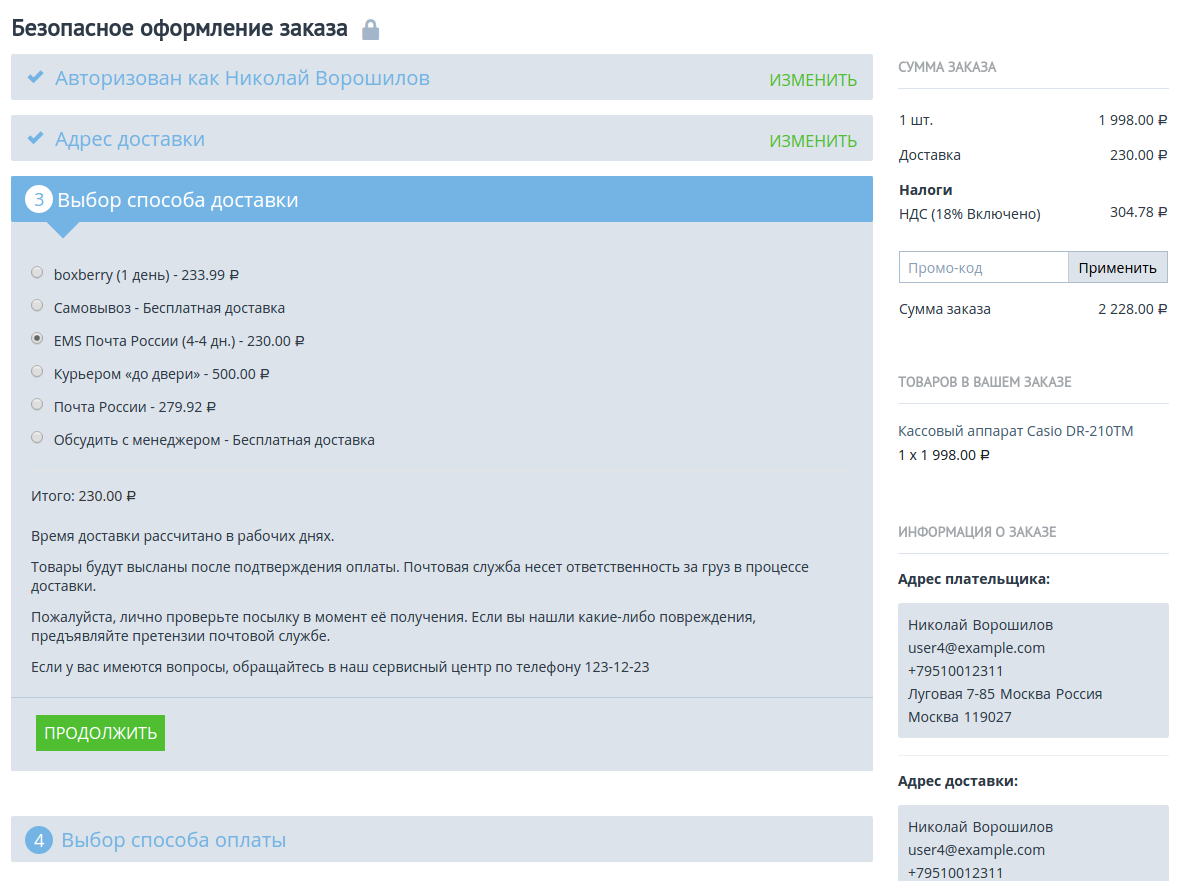 Безопасное оформление заказа
Авторизован как Николай Ворошилов
ИЗМЕНИТЬ
Адрес доставки
ИЗМЕНИТЬ
3 Выбор способа доставки
boxberry (1 день) - 233.99 ₽
Самовывоз - Бесплатная доставка
EMS Почта России (4-4 дн.) - 230.00 ₽
Курьером «до двери» - 500.00 ₽
Почта России - 279.92 ₽
Обсудить с менеджером - Бесплатная доставка
Итого: 230.00 ₽
Время доставки рассчитано в рабочих днях.
Товары будут высланы после подтверждения оплаты. Почтовая служба несет ответственность за груз в процессе
доставки.
Пожалуйста, лично проверьте посылку в момент её получения. Если вы нашли какие-либо повреждения,
предъявляйте претензии почтовой службе.
Если у вас имеются вопросы, обращайтесь в наш сервисный центр по телефону 123-12-23
ПРОДОЛЖИТЬ
4 Выбор способа оплаты
СУММА ЗАКАЗА
1 шт. 1 998.00 ₽
Доставка 230.00 ₽
Налоги
НДС (18% Включено) 304.78 ₽
Промо-код Применить
Сумма заказа 2 228.00 ₽
ТОВАРОВ В ВАШЕМ ЗАКАЗЕ
Кассовый аппарат Casio DR-210TM
1 x 1 998.00 ₽
ИНФОРМАЦИЯ О ЗАКАЗЕ
Адрес плательщика:
Николай Ворошилов
user4@example.com
+79510012311
Луговая 7-85 Москва Россия
Москва 119027
Адрес доставки:
Николай Ворошилов
user4@example.com
+79510012311